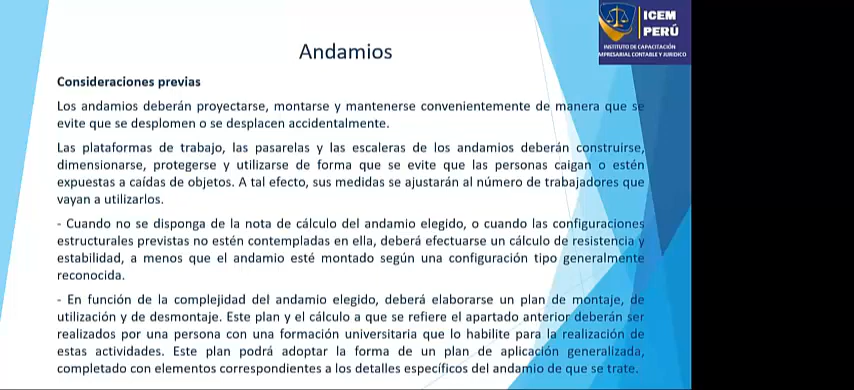 ICEM
PERÚ
INSTITUTO DE CAPACITACIÓN
EMPRESARIAL CONTABLE Y JURIDICO
Andamios
Consideraciones previas
Los andamios deberán proyectarse, montarse y mantenerse convenientemente de manera que se
evite que se desplomen o se desplacen accidentalmente.
Las plataformas de trabajo, las pasarelas y las escaleras de los andamios deberán construirse,
dimensionarse, protegerse y utilizarse de forma que se evite que las personas caigan o estén
expuestas a caídas de objetos. A tal efecto, sus medidas se ajustarán al número de trabajadores que
vayan a utilizarlos.
- Cuando no se disponga de la nota de cálculo del andamio elegido, o cuando las configuraciones
estructurales previstas no estén contempladas en ella, deberá efectuarse un cálculo de resistencia y
estabilidad, a menos que el andamio esté montado según una configuración tipo generalmente
reconocida.
- En función de la complejidad del andamio elegido, deberá elaborarse un plan de montaje, de
utilización y de desmontaje. Este plan y el cálculo a que se refiere el apartado anterior deberán ser
realizados por una persona con una formación universitaria que lo habilite para la realización de
estas actividades. Este plan podrá adoptar la forma de un plan de aplicación generalizada,
completado con elementos correspondientes a los detalles específicos del andamio de que se trate.